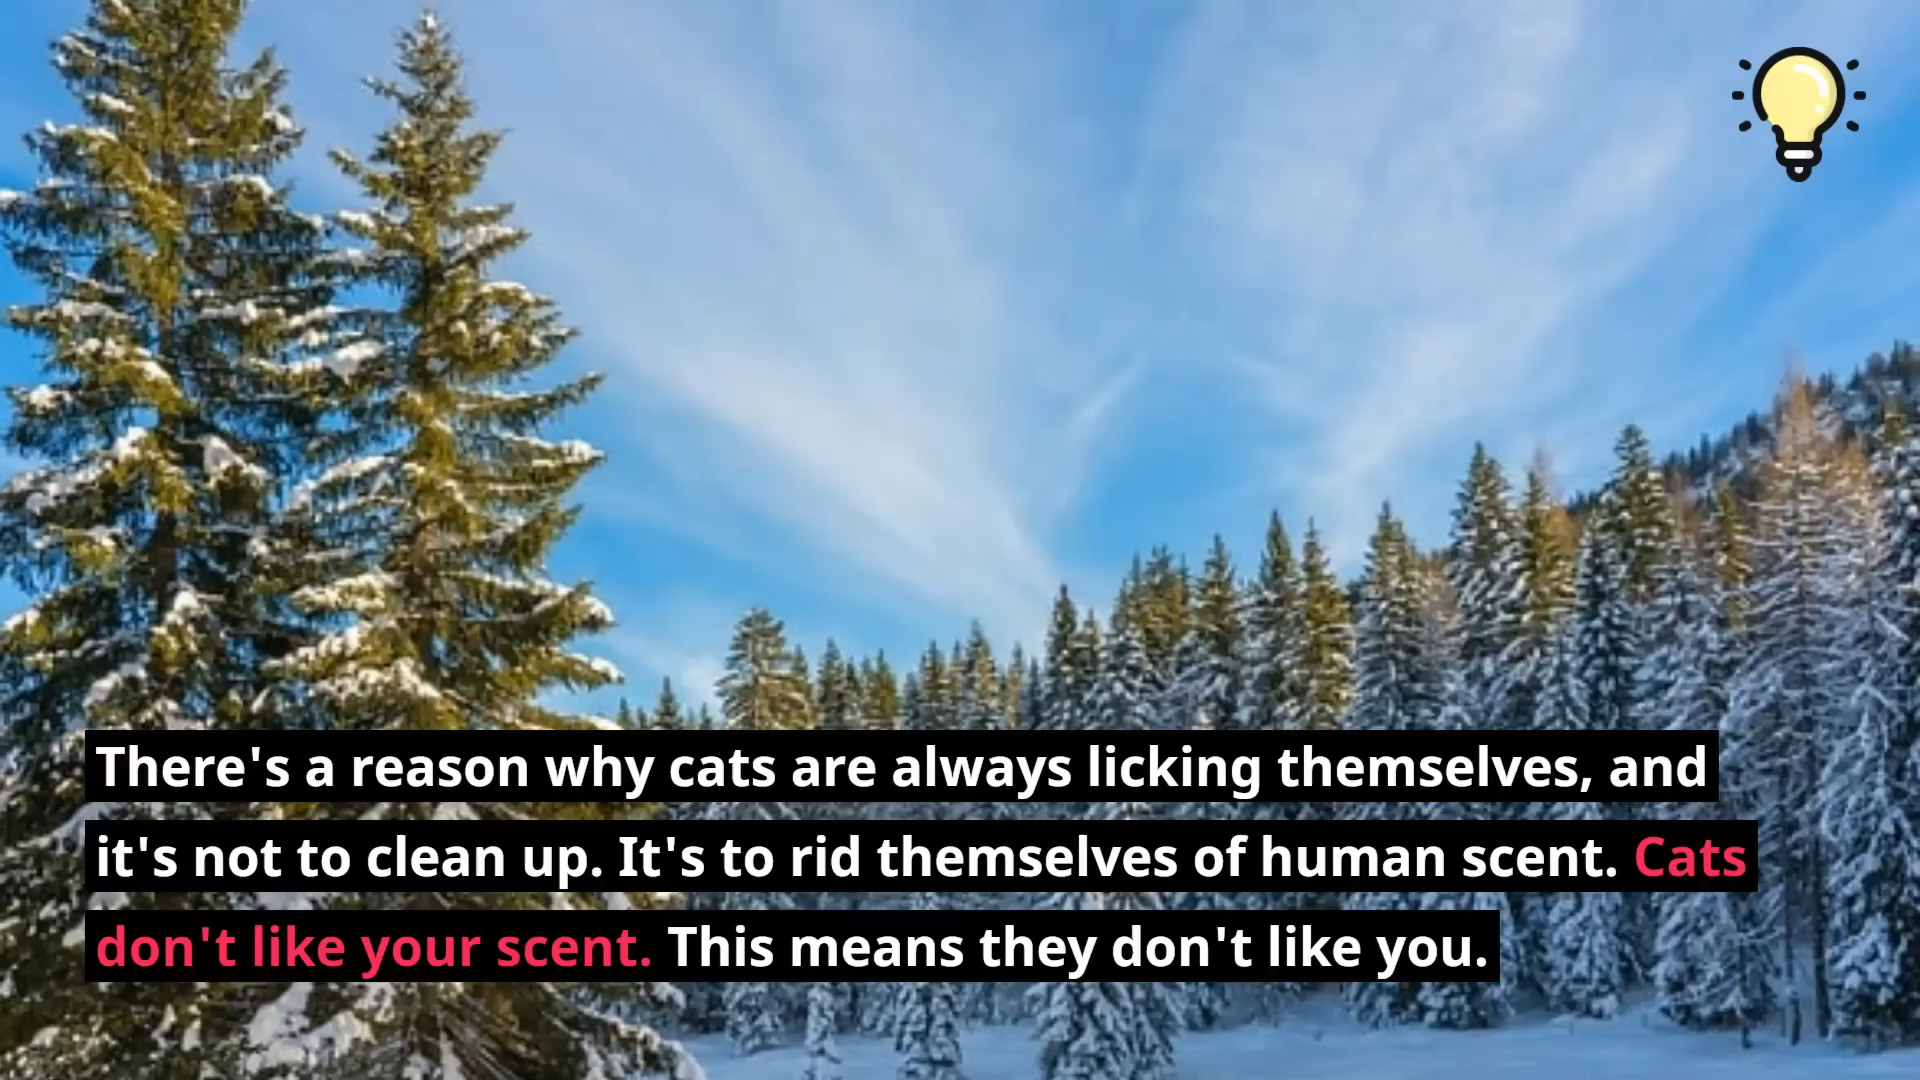 There's a reason why cats are always licking themselves, and
it's not to clean up. It's to rid themselves of human scent. Cats
don't like your scent. This means they don't like you.